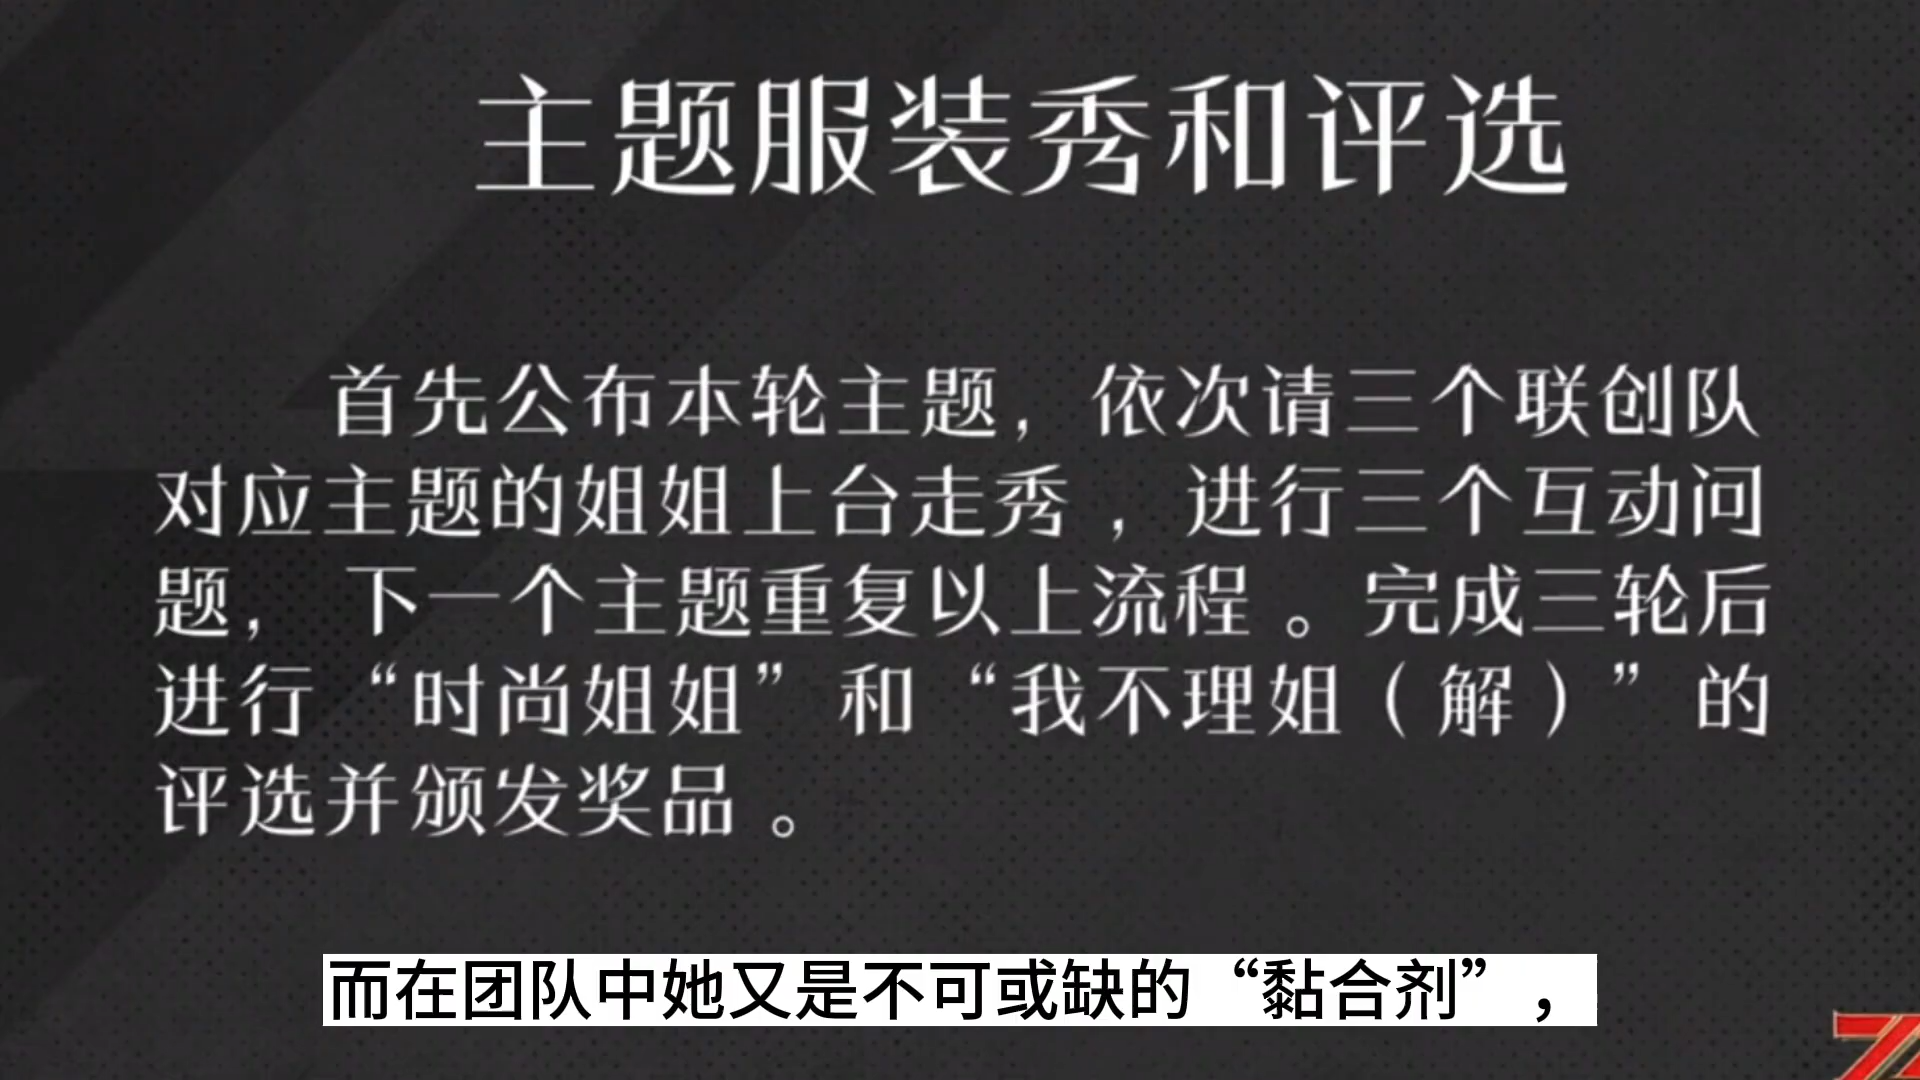 主题服装秀和评选
首先公布本轮主题，依次请三个联创队
对应主题的姐姐上台走秀，进行三个互动问
题，下一个主题重复以上流程。完成三轮后
进行“时尚姐姐”和“我不理姐（解）”的
评选并颁发奖品。
而在团队中她又是不可或缺的“黏合剂”，